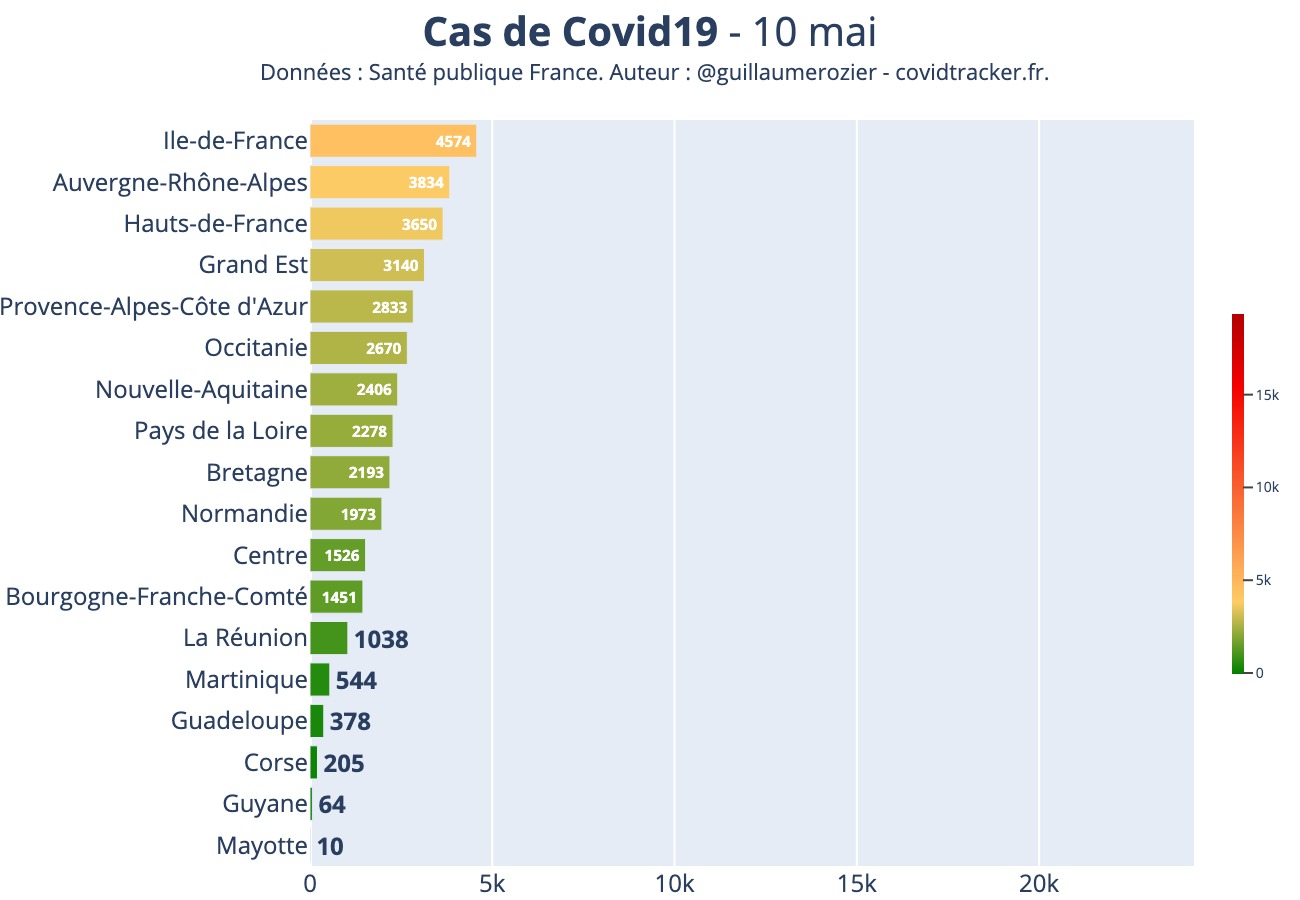 Cas de Covid19 - 10 mai
Données : Santé publique France. Auteur : @guillaumerozier - covidtracker.fr.
Ile-de-France 4574
Auvergne-Rhône-Alpes 3834
Hauts-de-France 3650
Grand Est 3140
Provence-Alpes-Côte d'Azur 2833
Occitanie 2670
Nouvelle-Aquitaine 2406
Pays de la Loire 2278
Bretagne 2193
Normandie 1973
Centre 1526
Bourgogne-Franche-Comté 1451
La Réunion 1038
Martinique 544
Guadeloupe 378
Corse 205
Guyane 64
Mayotte 10
0 5k 10k 15k 20k
15k
10k
5k
0